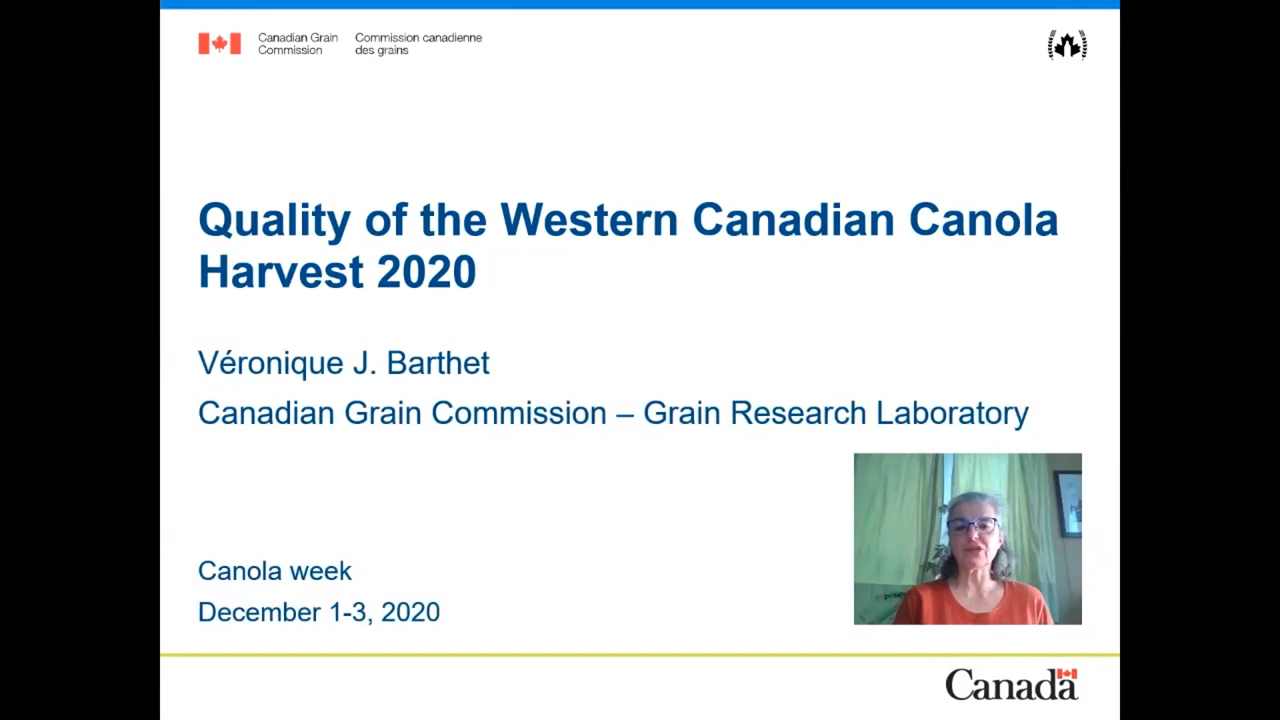 Canadian Grain Commission canadienne
Commission des grains
Quality of the Western Canadian Canola
Harvest 2020
Véronique J. Barthet
Canadian Grain Commission – Grain Research Laboratory
Canola week
December 1-3, 2020
Canada